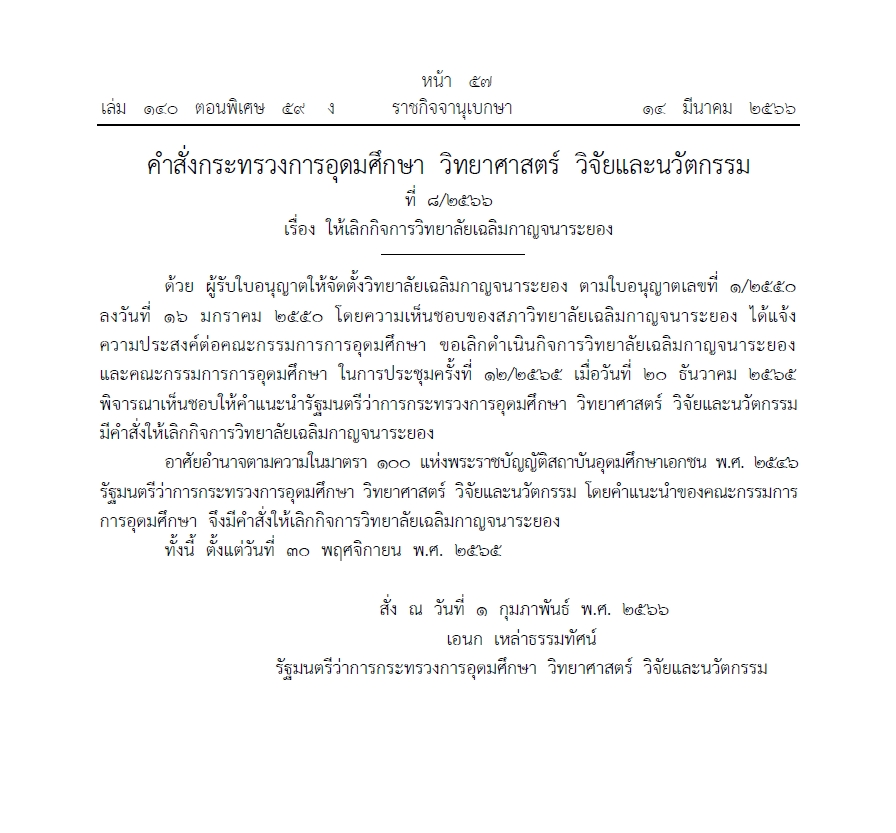 หน้า ๕๗
เล่ม ๑๔๐ ตอนพิเศษ ๕๙ ง ราชกิจจานุเบกษา ๑๔ มีนาคม ๒๕๖๖
คำสั่งกระทรวงการอุดมศึกษา วิทยาศาสตร์ วิจัยและนวัตกรรม
ที่ ๘/๒๕๖๖
เรื่อง ให้เลิกกิจการวิทยาลัยเฉลิมกาญจนาระยอง
ด้วย ผู้รับใบอนุญาตให้จัดตั้งวิทยาลัยเฉลิมกาญจนาระยอง ตามใบอนุญาตเลขที่ ๑/๒๕๕๐
ลงวันที่ ๑๖ มกราคม ๒๕๕๐ โดยความเห็นชอบของสภาวิทยาลัยเฉลิมกาญจนาระยอง ได้แจ้ง
ความประสงค์ต่อคณะกรรมการการอุดมศึกษา ขอเลิกดำเนินกิจการวิทยาลัยเฉลิมกาญจนาระยอง
และคณะกรรมการการอุดมศึกษา ในการประชุมครั้งที่ ๑๒/๒๕๖๕ เมื่อวันที่ ๒๐ ธันวาคม ๒๕๖๕
พิจารณาเห็นชอบให้คำแนะนำรัฐมนตรีว่าการกระทรวงการอุดมศึกษา วิทยาศาสตร์ วิจัยและนวัตกรรม
มีคำสั่งให้เลิกกิจการวิทยาลัยเฉลิมกาญจนาระยอง
อาศัยอำนาจตามความในมาตรา ๑๐๐ แห่งพระราชบัญญัติสถาบันอุดมศึกษาเอกชน พ.ศ. ๒๕๔๖
รัฐมนตรีว่าการกระทรวงการอุดมศึกษา วิทยาศาสตร์ วิจัยและนวัตกรรม โดยคำแนะนำของคณะกรรมการ
การอุดมศึกษา จึงมีคำสั่งให้เลิกกิจการวิทยาลัยเฉลิมกาญจนาระยอง
ทั้งนี้ ตั้งแต่วันที่ ๓๐ พฤศจิกายน พ.ศ. ๒๕๖๕
สั่ง ณ วันที่ ๑ กุมภาพันธ์ พ.ศ. ๒๕๖๖
เอนก เหล่าธรรมทัศน์
รัฐมนตรีว่าการกระทรวงการอุดมศึกษา วิทยาศาสตร์ วิจัยและนวัตกรรม